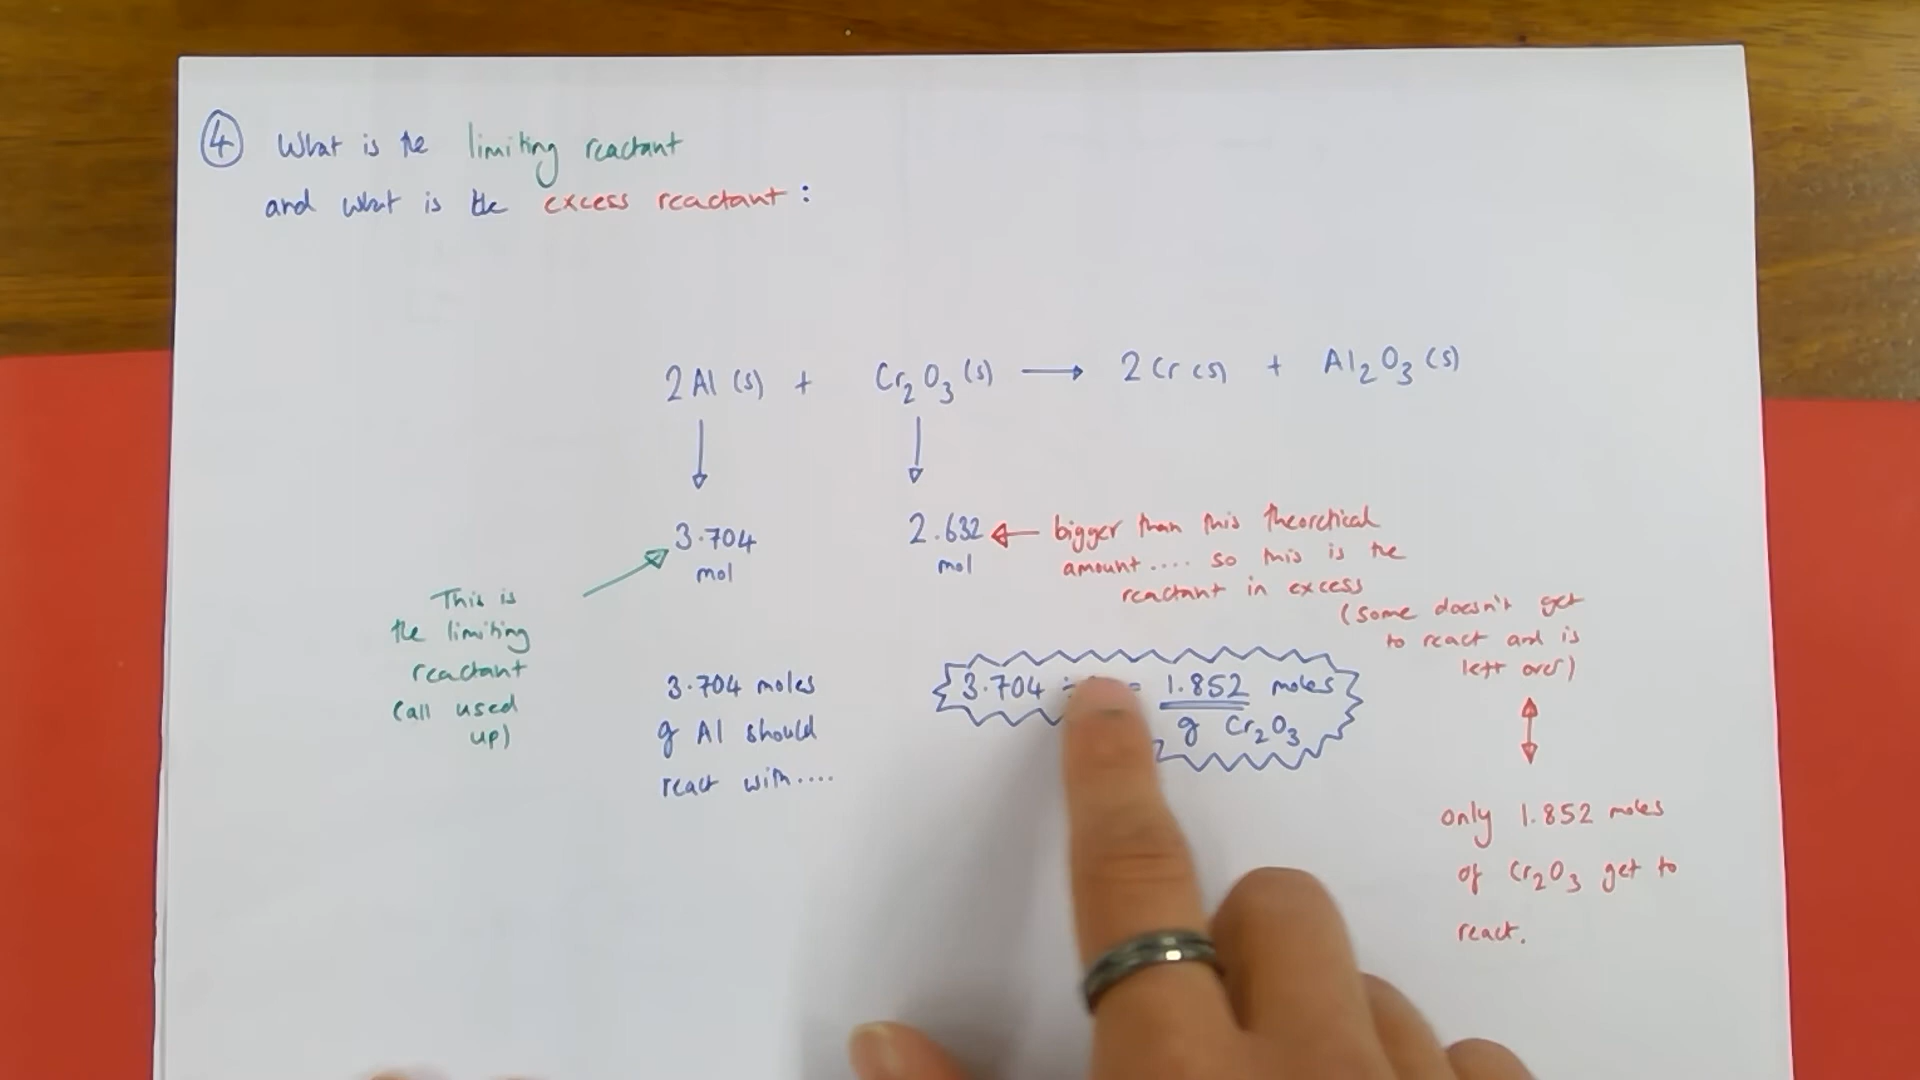 4 What is the limiting reactant
and what is the excess reactant:
2Al (s) + Cr₂O₃ (s) → 2Cr (s) + Al₂O₃ (s)
3.704
mol
2.632
mol
← bigger than this theoretical
amount.... so this is the
reactant in excess
(some doesn't get
to react and is
left over)
This is
the limiting
reactant
(all used
up)
3.704 moles
of Al should
react with....
3.704 ÷ = 1.852 moles
of Cr₂O₃
only 1.852 moles
of Cr₂O₃ get to
react.